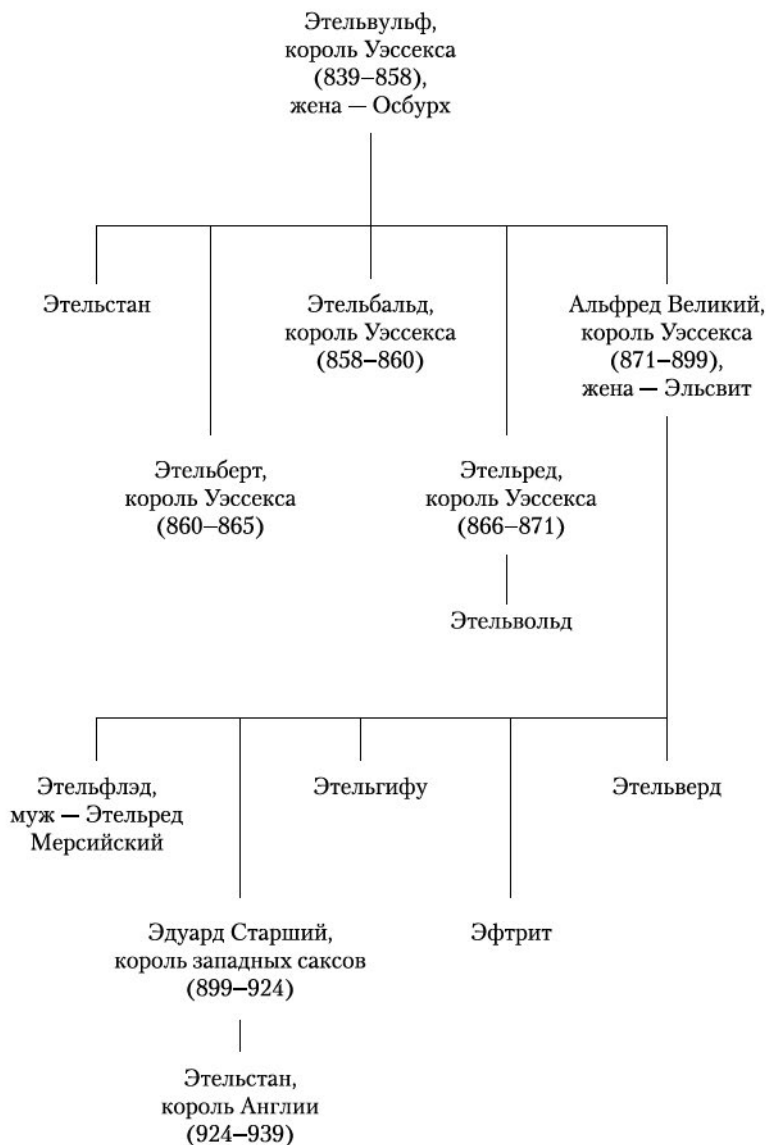 Этельвульф,
король Уэссекса
(839–858),
жена — Осбурх
Этельстан
Этельбальд,
король Уэссекса
(858–860)
Альфред Великий,
король Уэссекса
(871–899),
жена — Эльсвит
Этельберт,
король Уэссекса
(860–865)
Этельред,
король Уэссекса
(866–871)
Этельвольд
Этельфлэд,
муж — Этельред
Мерсийский
Этельгифу
Этельверд
Эдуард Старший,
король западных саксов
(899–924)
Эфтрит
Этельстан,
король Англии
(924–939)